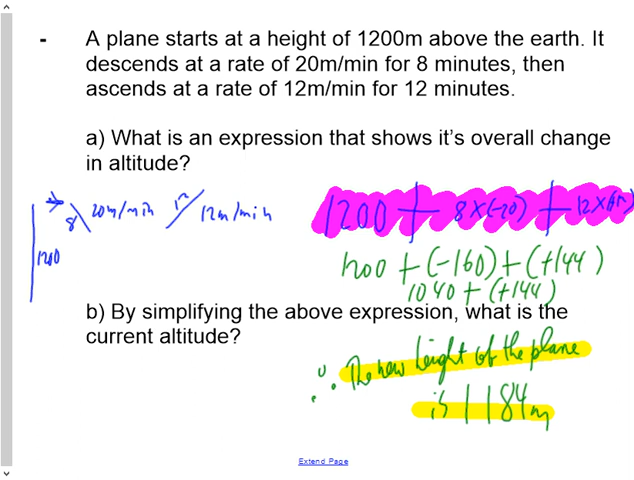 - A plane starts at a height of 1200m above the earth. It
descends at a rate of 20m/min for 8 minutes, then
ascends at a rate of 12m/min for 12 minutes.
a) What is an expression that shows it's overall change
in altitude?
8 20m/min 12 12m/min 1200 + 8×(-20) + 12×(12)
1200
1200 + (-160) + (+144)
1040 + (+144)
b) By simplifying the above expression, what is the
current altitude?
∴ The new height of the plane
is 1184m
Extend Page